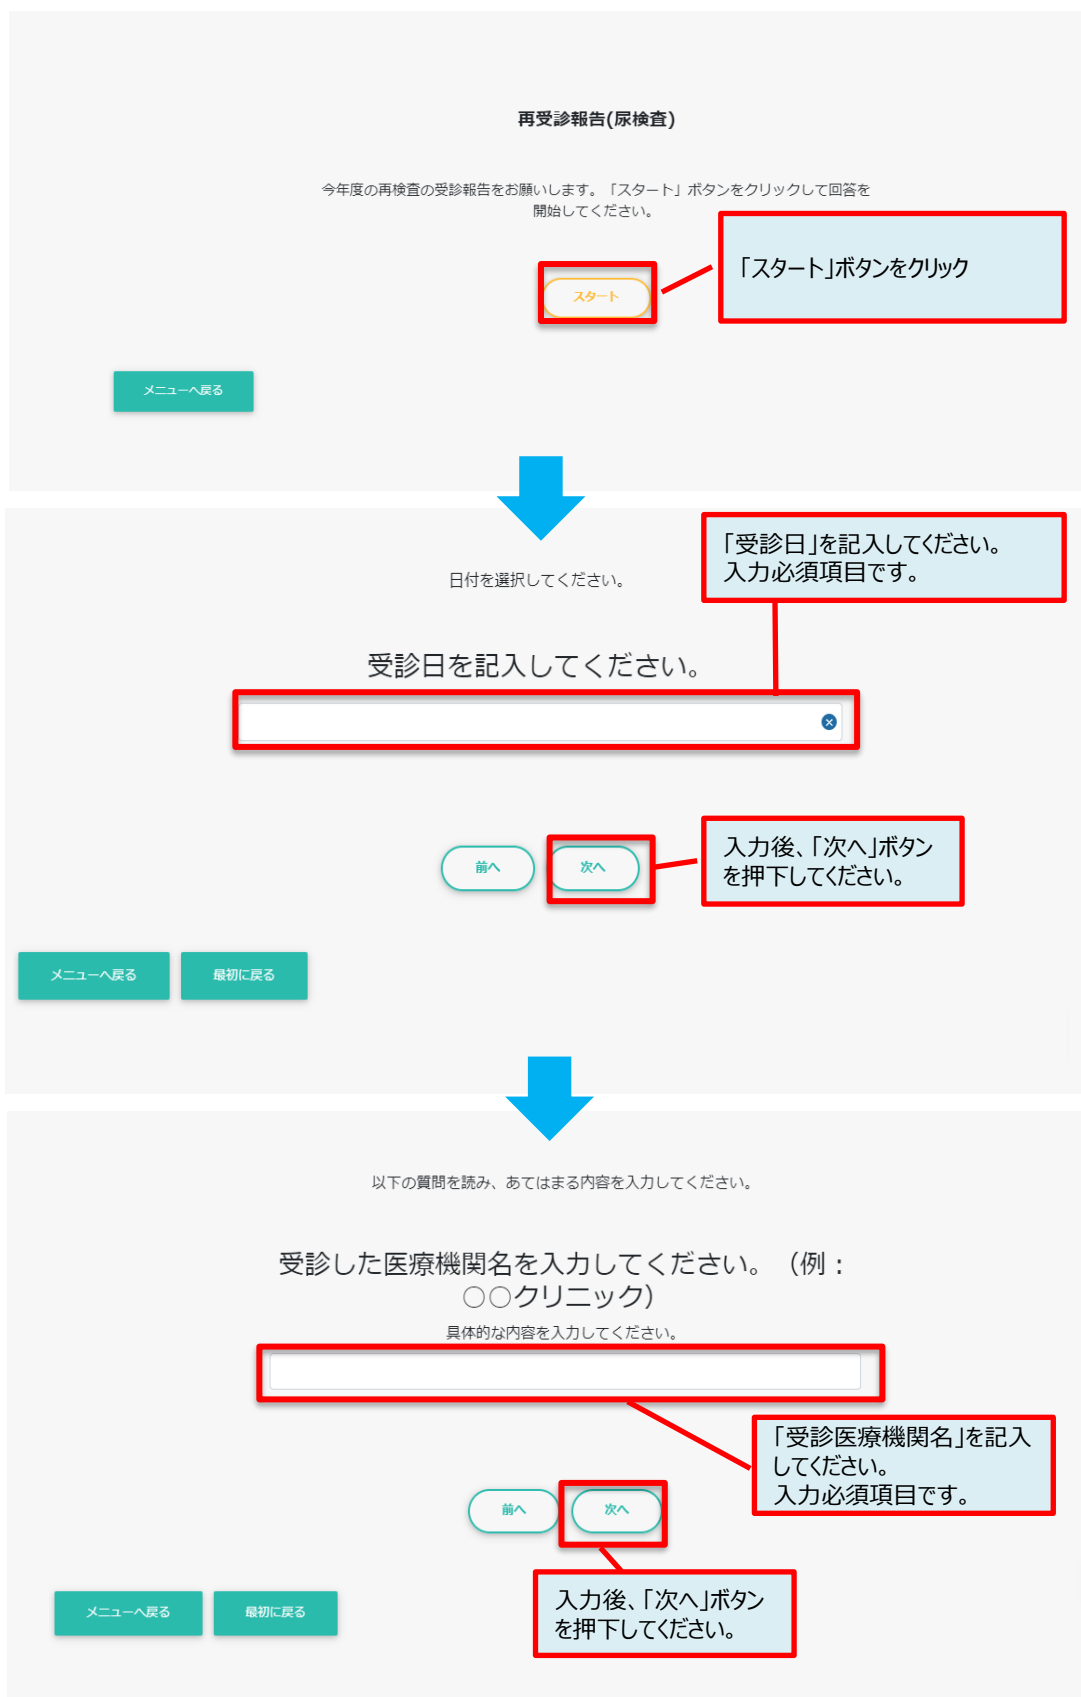 再受診報告(尿検査)
今年度の再検査の受診報告をお願いします。「スタート」ボタンをクリックして回答を
開始してください。
「スタート」ボタンをクリック
スタート
メニューへ戻る
「受診日」を記入してください。
入力必須項目です。
日付を選択してください。
受診日を記入してください。
入力後、「次へ」ボタン
を押下してください。
前へ
次へ
メニューへ戻る
最初に戻る
以下の質問を読み、あてはまる内容を入力してください。
受診した医療機関名を入力してください。（例：
○○クリニック）
具体的な内容を入力してください。
「受診医療機関名」を記入
してください。
入力必須項目です。
前へ
次へ
入力後、「次へ」ボタン
を押下してください。
メニューへ戻る
最初に戻る